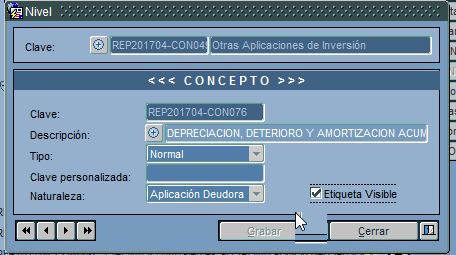 Nivel
Clave: REP201704-CON049 Otras Aplicaciones de Inversión
<<< CONCEPTO >>>
Clave: REP201704-CON076
Descripción: DEPRECIACION, DETERIORO Y AMORTIZACION ACUM
Tipo: Normal
Clave personalizada:
Naturaleza: Aplicación Deudora Etiqueta Visible
Grabar Cerrar